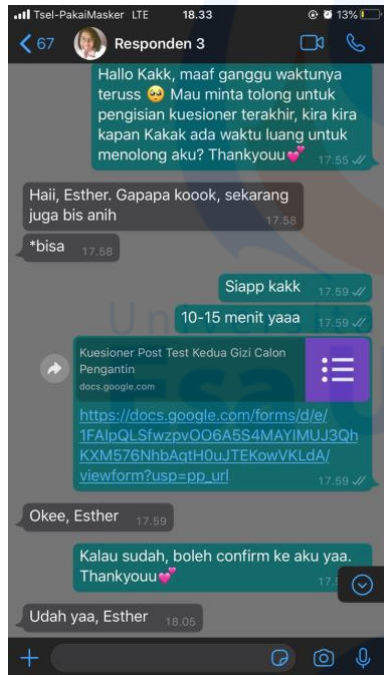 Tsel-PakaiMasker LTE 18.33 13%
67 Responden 3
Hallo Kakk, maaf ganggu waktunya
teruss 🥺 Mau minta tolong untuk
pengisian kuesioner terakhir, kira kira
kapan Kakak ada waktu luang untuk
menolong aku? Thankyouu💕 17.55
Haii, Esther. Gapapa koook, sekarang
juga bis anih 17.58
*bisa 17.58
Siapp kakk 17.59
10-15 menit yaaa 17.59
Kuesioner Post Test Kedua Gizi Calon
Pengantin
docs.google.com
https://docs.google.com/forms/d/e/
1FAIpQLSfwzpvOO6A5S4MAYIMUJ3Qh
KXM576NhbAqtH0uJTEKowVKLdA/
viewform?usp=pp_url 17.59
Okee, Esther 17.59
Kalau sudah, boleh confirm ke aku yaa.
Thankyouu💕
Udah yaa, Esther 18.05